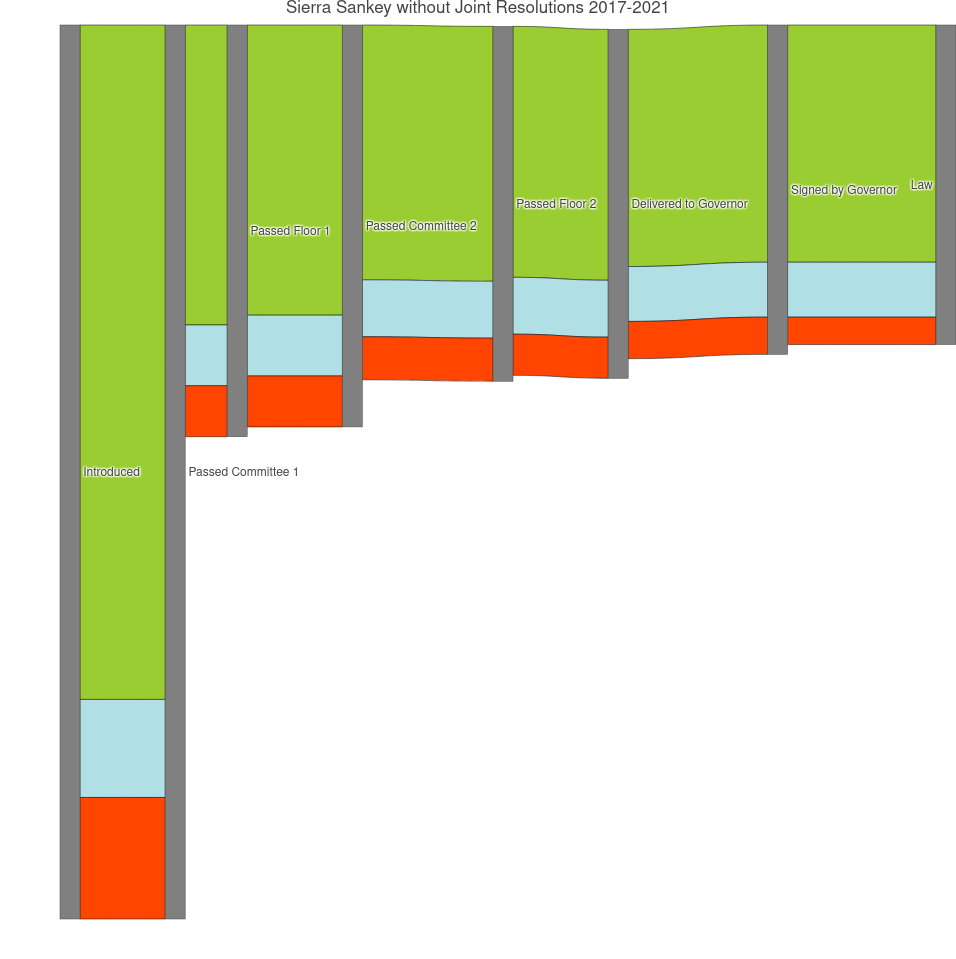 Sierra Sankey without Joint Resolutions 2017-2021
Introduced
Passed Committee 1
Passed Floor 1
Passed Committee 2
Passed Floor 2
Delivered to Governor
Signed by Governor
Law